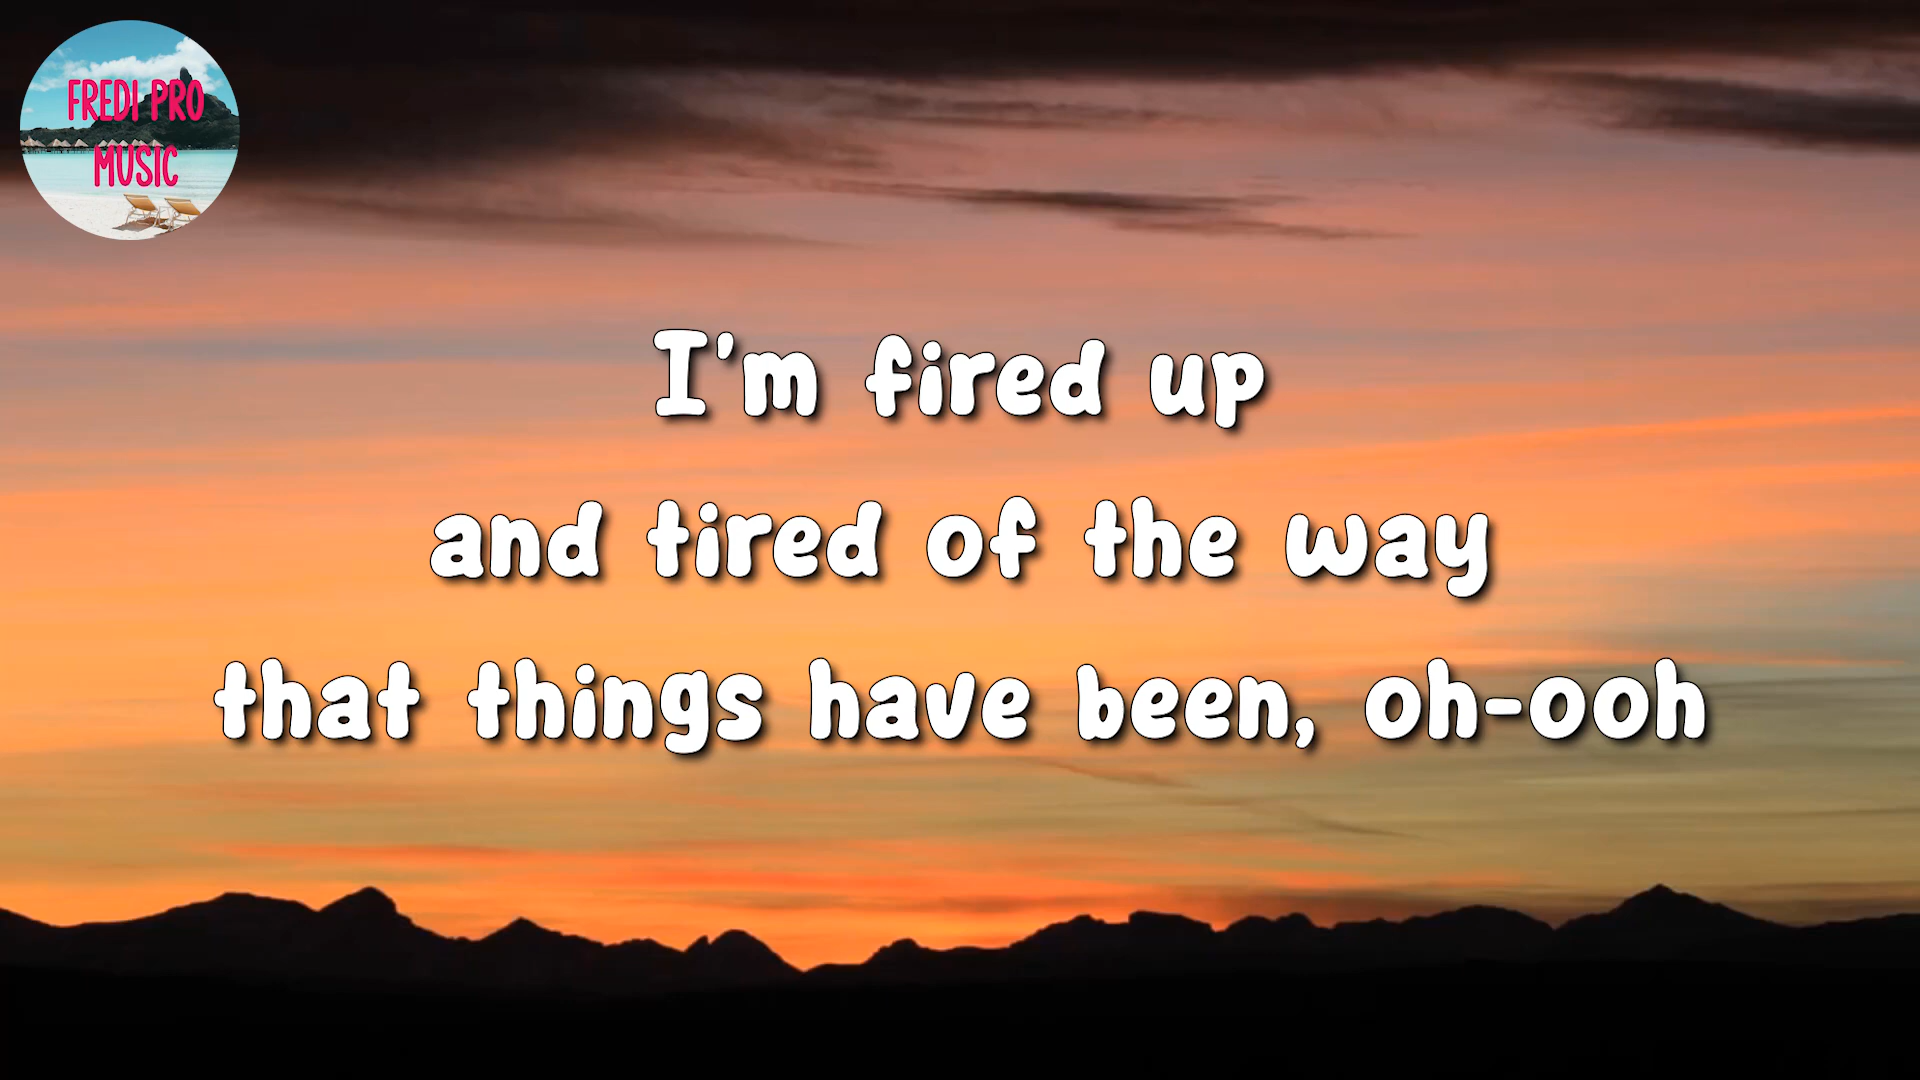 FREDI PRO
MUSIC
I'm fired up
and tired of the way
that things have been, oh-ooh